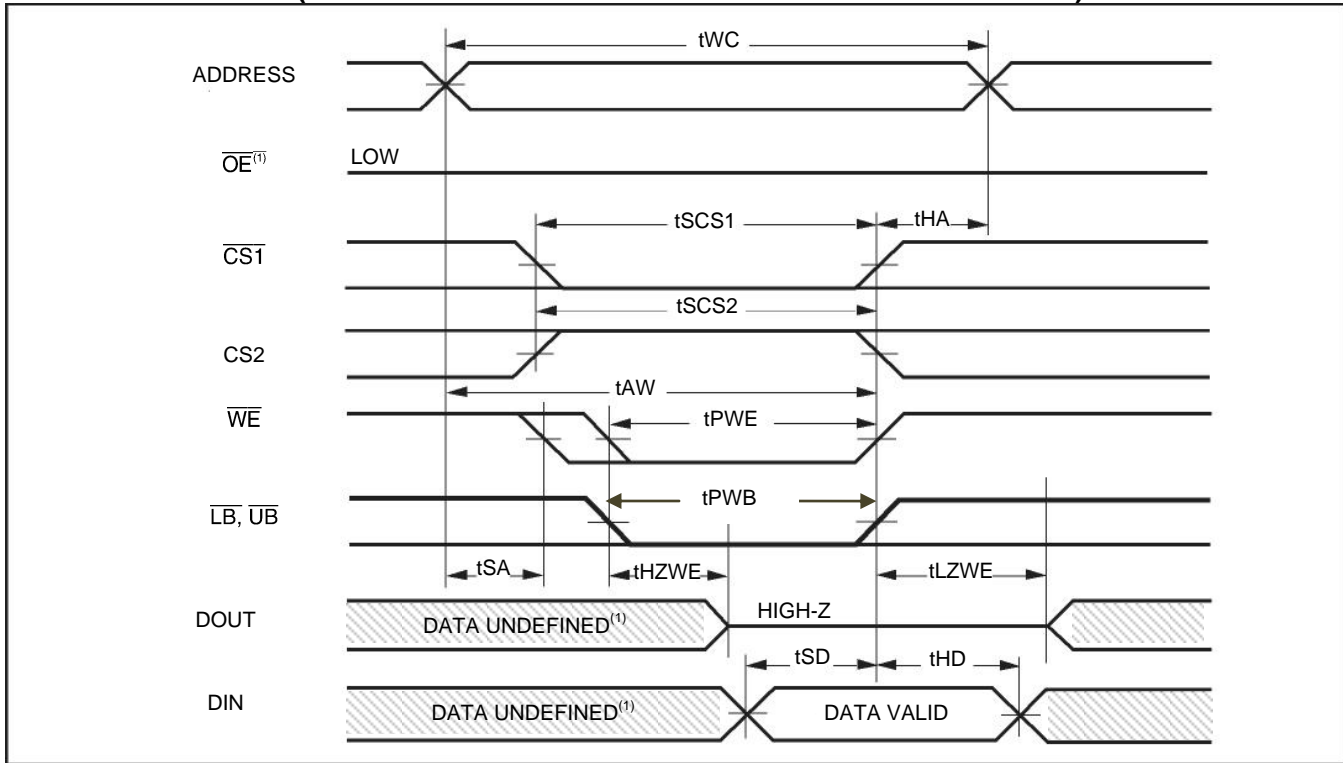 tWC
ADDRESS
OE(1) LOW
tSCS1 tHA
CS1
tSCS2
CS2
tAW
WE tPWE
LB, UB tPWB
tSA tHZWE tLZWE
DOUT DATA UNDEFINED(1) HIGH-Z
tSD tHD
DIN DATA UNDEFINED(1) DATA VALID